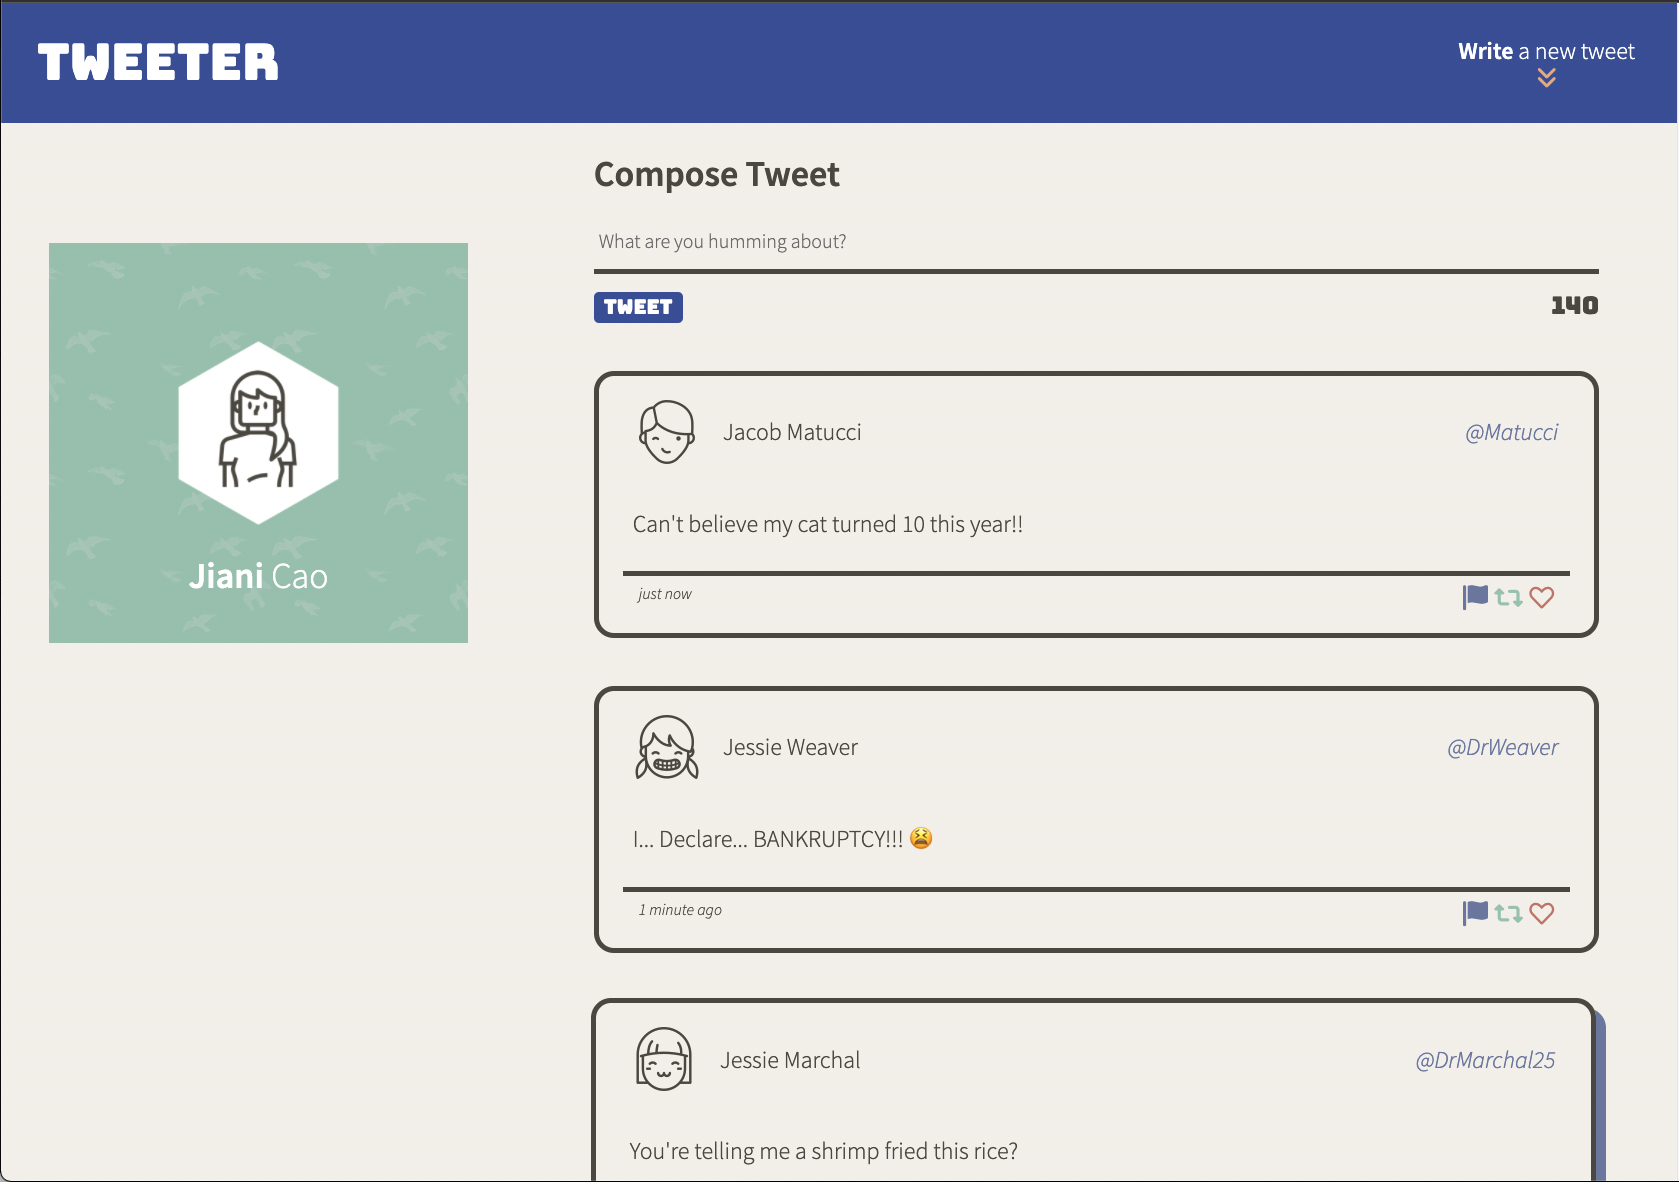 TWEETER
Write a new tweet
Compose Tweet
What are you humming about?
TWEET
140
Jiani Cao
Jacob Matucci
@Matucci
Can't believe my cat turned 10 this year!!
just now
Jessie Weaver
@DrWeaver
I... Declare... BANKRUPTCY!!! 😫
1 minute ago
Jessie Marchal
@DrMarchal25
You're telling me a shrimp fried this rice?